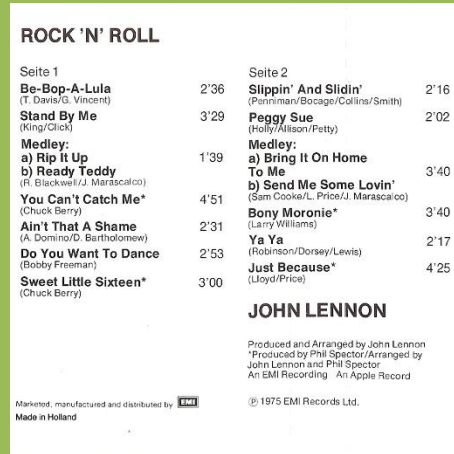 ROCK 'N' ROLL
Seite 1
Be-Bop-A-Lula 2'36
(T. Davis/G. Vincent)
Stand By Me 3'29
(King/Click)
Medley:
a) Rip It Up 1'39
b) Ready Teddy
(R. Blackwell/J. Marascalco)
You Can't Catch Me* 4'51
(Chuck Berry)
Ain't That A Shame 2'31
(A. Domino/D. Bartholomew)
Do You Want To Dance 2'53
(Bobby Freeman)
Sweet Little Sixteen* 3'00
(Chuck Berry)
Marketed, manufactured and distributed by EMI
Made in Holland
Seite 2
Slippin' And Slidin' 2'16
(Penniman/Bocage/Collins/Smith)
Peggy Sue 2'02
(Holly/Allison/Petty)
Medley:
a) Bring It On Home
To Me 3'40
b) Send Me Some Lovin'
(Sam Cooke/L. Price/J. Marascalco)
Bony Moronie* 3'40
(Larry Williams)
Ya Ya 2'17
(Robinson/Dorsey/Lewis)
Just Because* 4'25
(Lloyd/Price)
JOHN LENNON
Produced and Arranged by John Lennon
*Produced by Phil Spector/Arranged by
John Lennon and Phil Spector
An EMI Recording An Apple Record
℗ 1975 EMI Records Ltd.